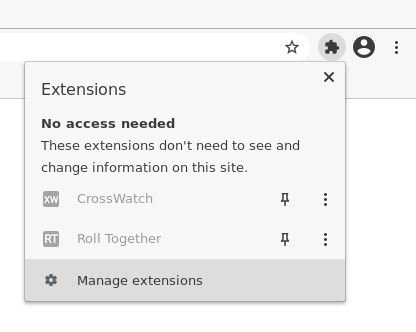 Extensions
No access needed
These extensions don't need to see and
change information on this site.
XW CrossWatch
RT Roll Together
Manage extensions